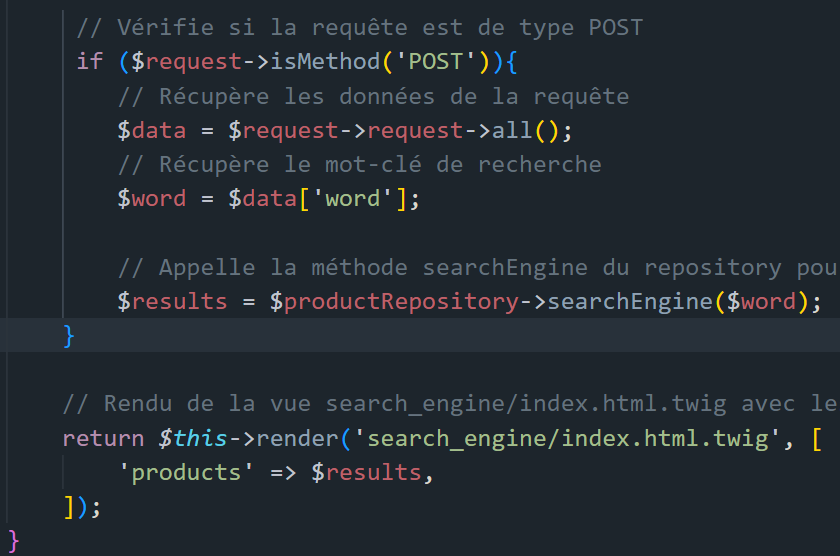 // Vérifie si la requête est de type POST
if ($request->isMethod('POST')){
// Récupère les données de la requête
$data = $request->request->all();
// Récupère le mot-clé de recherche
$word = $data['word'];
// Appelle la méthode searchEngine du repository pou
$results = $productRepository->searchEngine($word);
}
// Rendu de la vue search_engine/index.html.twig avec le
return $this->render('search_engine/index.html.twig', [
'products' => $results,
]);
}